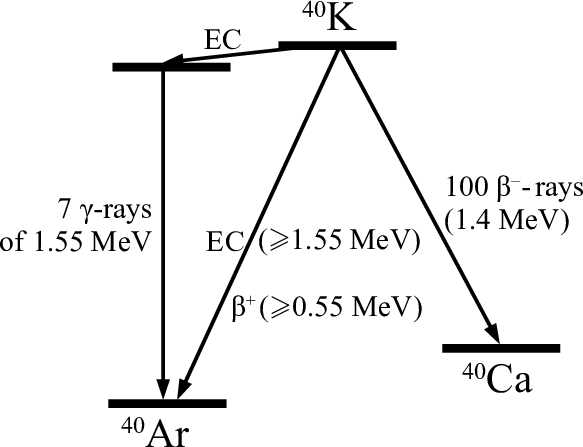 ⁴⁰K
EC
100 β⁻-rays
(1.4 MeV)
7 γ-rays
of 1.55 MeV
EC (⩾1.55 MeV)
β⁺(⩾0.55 MeV)
⁴⁰Ca
⁴⁰Ar